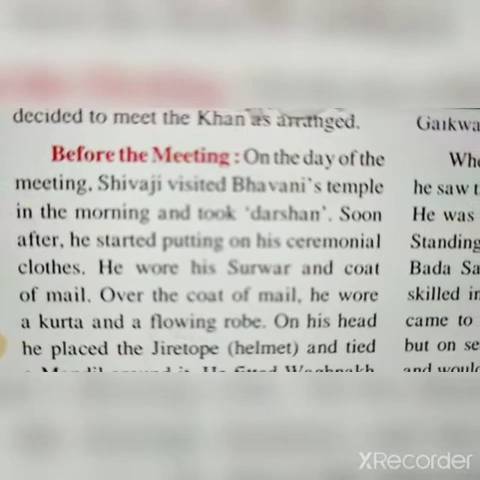 decided to meet the Khan as arranged.
Before the Meeting : On the day of the
meeting, Shivaji visited Bhavani's temple
in the morning and took 'darshan'. Soon
after, he started putting on his ceremonial
clothes. He wore his Surwar and coat
of mail. Over the coat of mail, he wore
a kurta and a flowing robe. On his head
he placed the Jiretope (helmet) and tied
Gaikwa
Whe
he saw t
He was
Standing
Bada Sa
skilled in
came to
but on se
and would
XRecorder